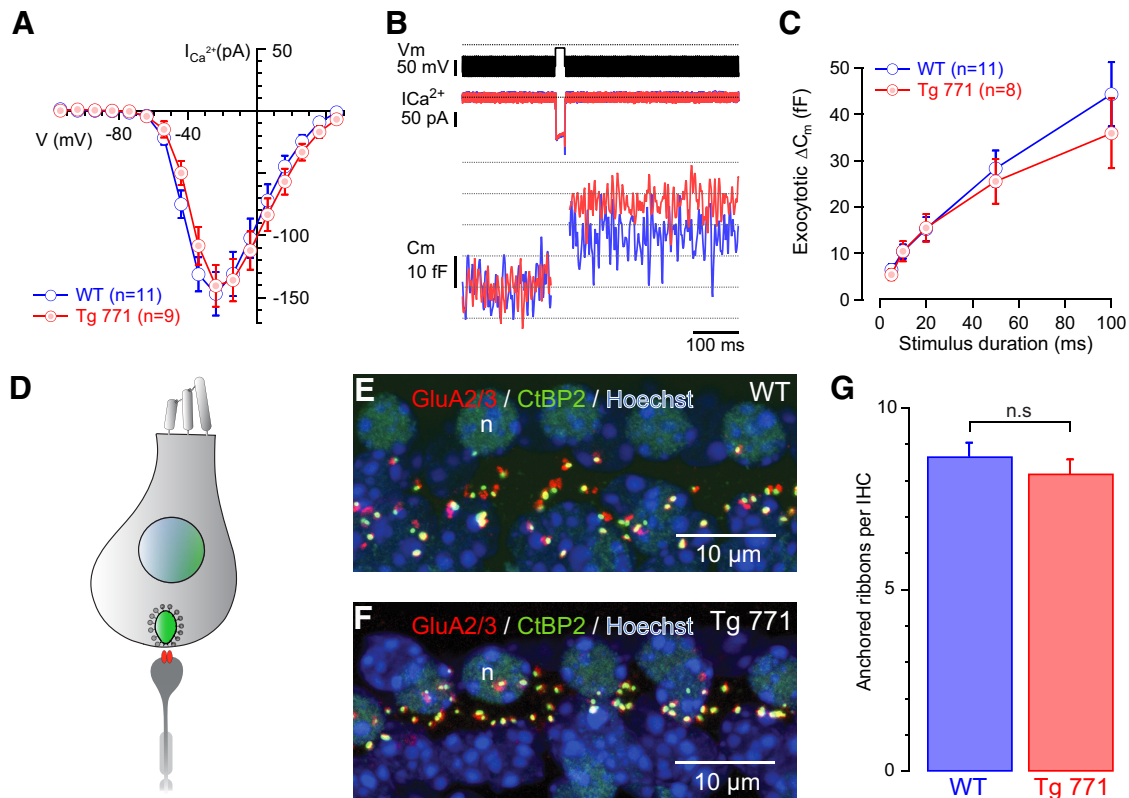 A
I Ca²⁺(pA)
50
-80
-40
V (mV)
-100
-150
WT (n=11)
Tg 771 (n=9)
B
Vm
50 mV
ICa²⁺
50 pA
Cm
10 fF
100 ms
C
WT (n=11)
Tg 771 (n=8)
Exocytotic ΔCm (fF)
50
40
30
20
10
0
0
20
40
60
80
100
Stimulus duration (ms)
D
E
GluA2/3 / CtBP2 / Hoechst
WT
n
10 µm
F
GluA2/3 / CtBP2 / Hoechst
Tg 771
n
10 µm
G
Anchored ribbons per IHC
10
5
0
n.s
WT
Tg 771